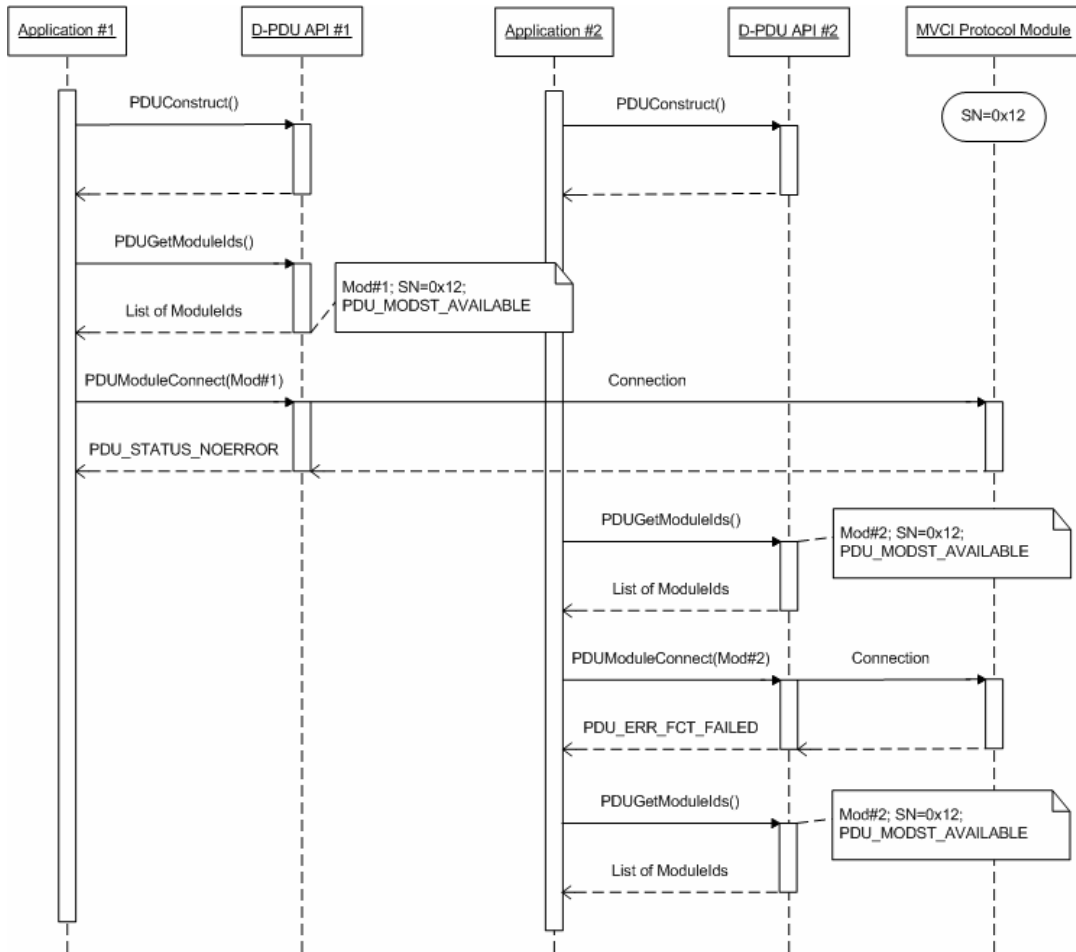 Application #1
D-PDU API #1
Application #2
D-PDU API #2
MVCI Protocol Module
PDUConstruct()
PDUConstruct()
SN=0x12
PDUGetModuleIds()
Mod#1; SN=0x12;
PDU_MODST_AVAILABLE
List of ModuleIds
PDUModuleConnect(Mod#1)
Connection
PDU_STATUS_NOERROR
PDUGetModuleIds()
Mod#2; SN=0x12;
PDU_MODST_AVAILABLE
List of ModuleIds
PDUModuleConnect(Mod#2)
Connection
PDU_ERR_FCT_FAILED
PDUGetModuleIds()
Mod#2; SN=0x12;
PDU_MODST_AVAILABLE
List of ModuleIds